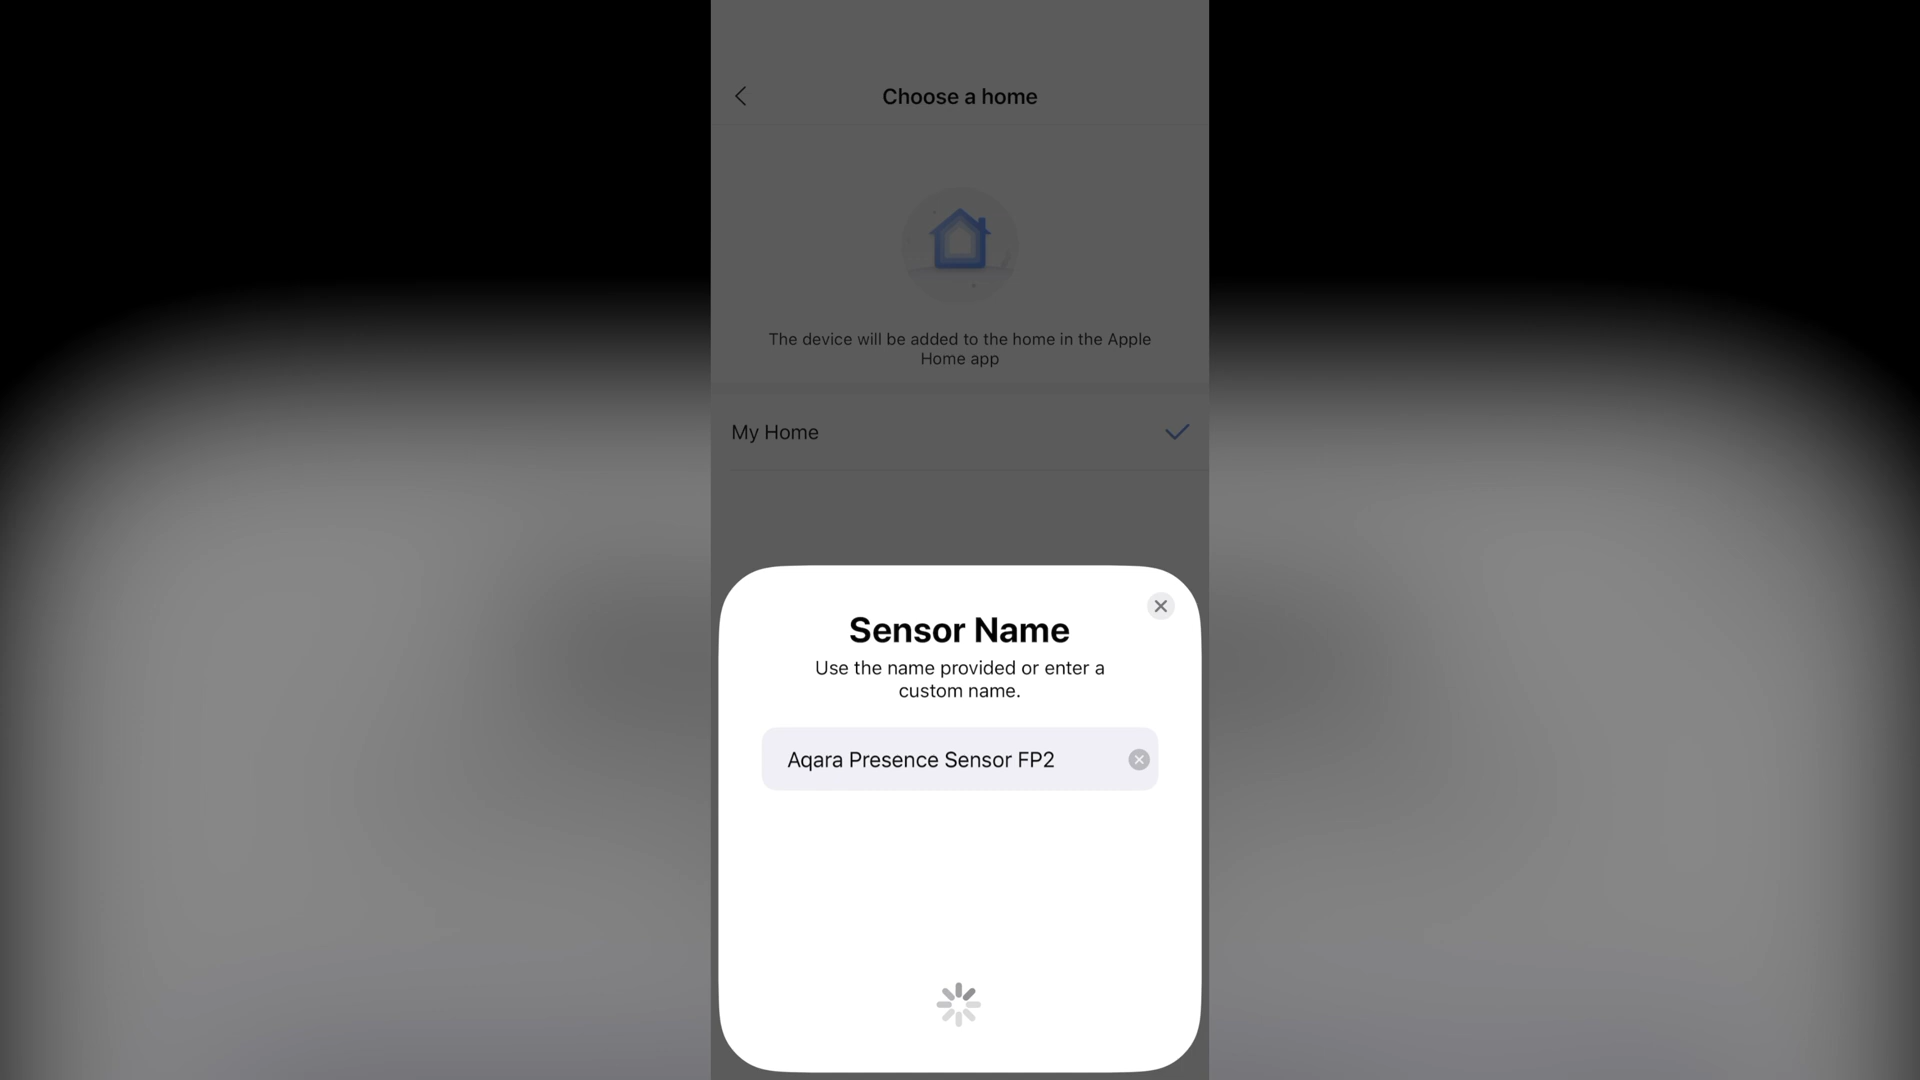 Choose a home
The device will be added to the home in the Apple
Home app
My Home
Sensor Name
Use the name provided or enter a
custom name.
Aqara Presence Sensor FP2